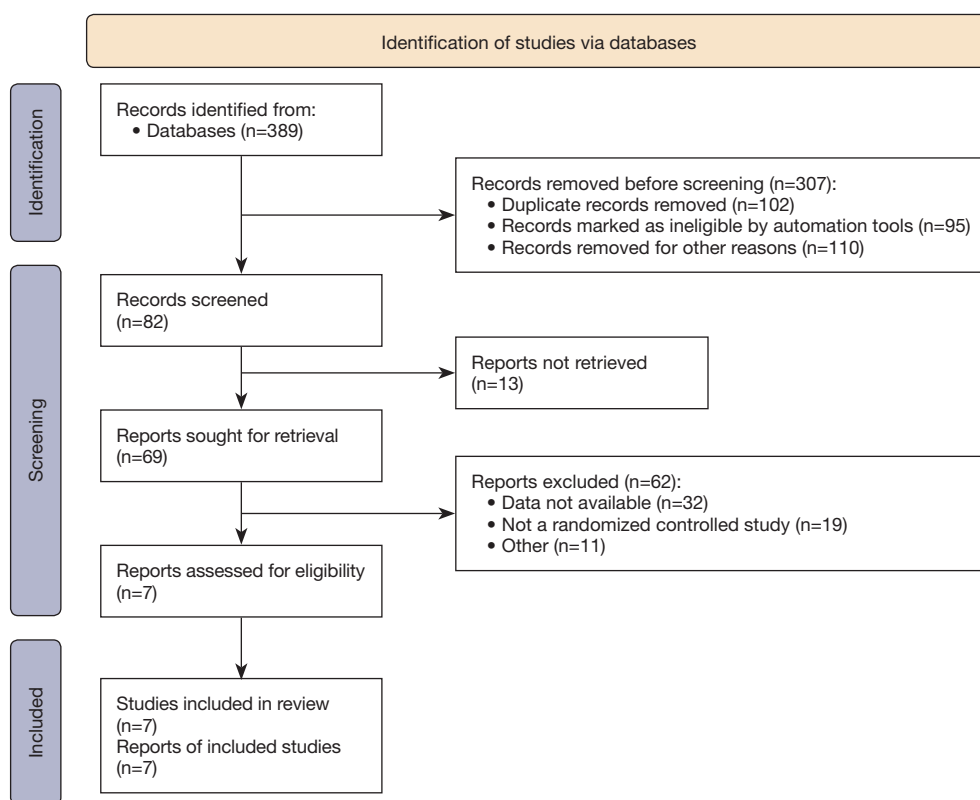 Identification of studies via databases
Identification
Records identified from:
• Databases (n=389)
Records removed before screening (n=307):
• Duplicate records removed (n=102)
• Records marked as ineligible by automation tools (n=95)
• Records removed for other reasons (n=110)
Screening
Records screened
(n=82)
Reports not retrieved
(n=13)
Reports sought for retrieval
(n=69)
Reports excluded (n=62):
• Data not available (n=32)
• Not a randomized controlled study (n=19)
• Other (n=11)
Reports assessed for eligibility
(n=7)
Included
Studies included in review
(n=7)
Reports of included studies
(n=7)